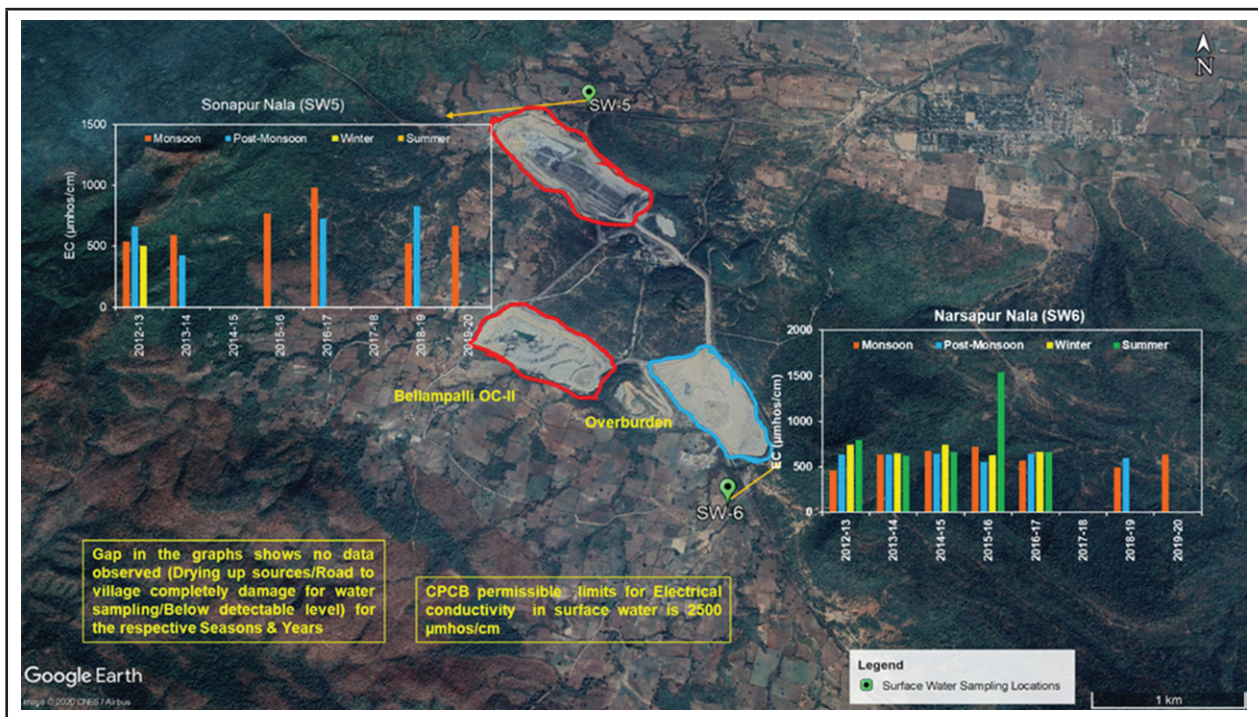 N
SW-5
Sonapur Nala (SW5)
1500
1000
500
0
EC (µmhos/cm)
Monsoon
Post-Monsoon
Winter
Summer
2012-13
2013-14
2014-15
2015-16
2016-17
2017-18
2018-19
2019-20
Bellampalli OC-II
Overburden
SW-6
Narsapur Nala (SW6)
2000
1500
1000
500
0
EC (µmhos/cm)
Monsoon
Post-Monsoon
Winter
Summer
2012-13
2013-14
2014-15
2015-16
2016-17
2017-18
2018-19
2019-20
Gap in the graphs shows no data
observed (Drying up sources/Road to
village completely damage for water
sampling/Below detectable level) for
the respective Seasons & Years
CPCB permissible limits for Electrical
conductivity in surface water is 2500
µmhos/cm
Google Earth
Image © 2020 CNES / Airbus
Legend
Surface Water Sampling Locations
1 km